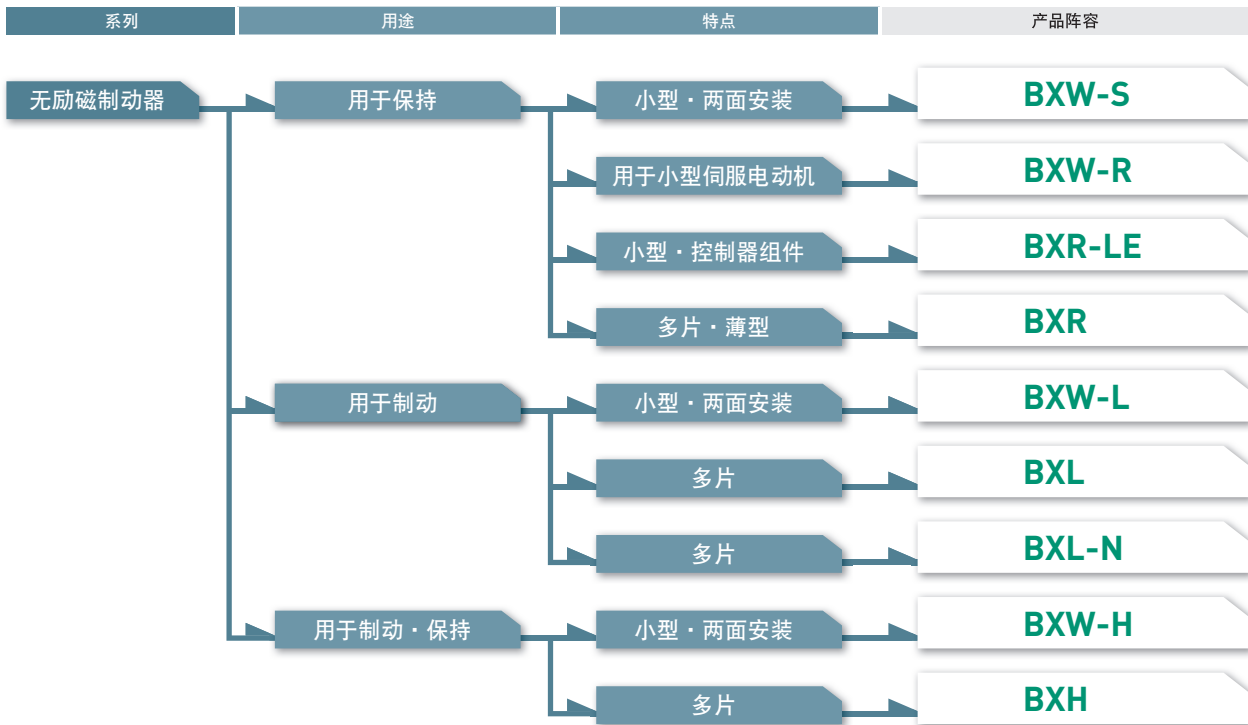 系列
用途
特点
产品阵容
无励磁制动器
用于保持
小型・两面安装
BXW-S
用于小型伺服电动机
BXW-R
小型・控制器组件
BXR-LE
多片・薄型
BXR
用于制动
小型・两面安装
BXW-L
多片
BXL
多片
BXL-N
用于制动・保持
小型・两面安装
BXW-H
多片
BXH